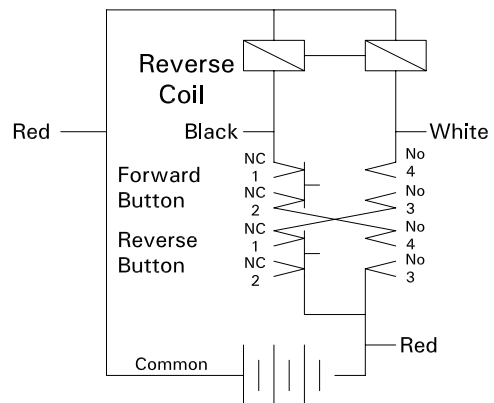 Reverse
Coil
Red
Black
White
Forward
Button
NC
1
NC
2
No
4
No
3
Reverse
Button
NC
1
NC
2
No
4
No
3
Red
Common